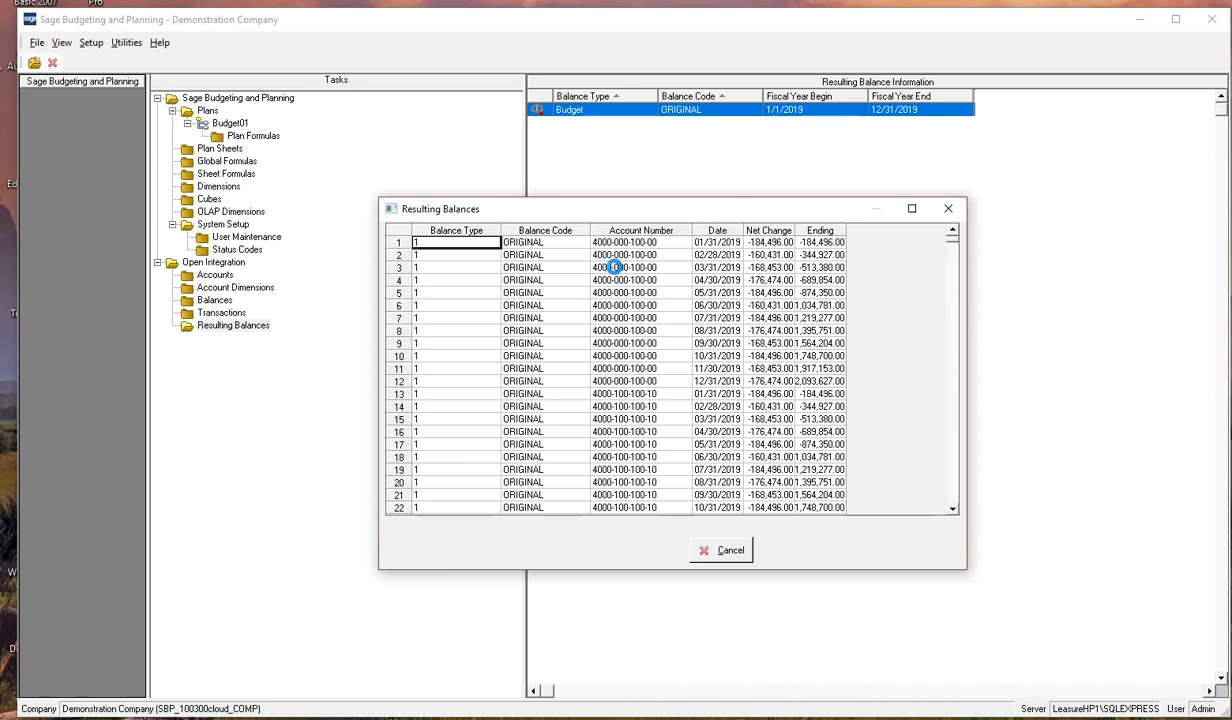 Basic 2007 Pro
Sage Budgeting and Planning - Demonstration Company
File View Setup Utilities Help
Sage Budgeting and Planning
Tasks
Sage Budgeting and Planning
Plans
Budget01
Plan Formulas
Plan Sheets
Global Formulas
Sheet Formulas
Dimensions
Cubes
OLAP Dimensions
System Setup
User Maintenance
Status Codes
Open Integration
Accounts
Account Dimensions
Balances
Transactions
Resulting Balances
Resulting Balance Information
Balance Type Balance Code Fiscal Year Begin Fiscal Year End
Budget ORIGINAL 1/1/2019 12/31/2019
Resulting Balances
Balance Type Balance Code Account Number Date Net Change Ending
1 1 ORIGINAL 4000-000-100-00 01/31/2019 -184,496.00 -184,496.00
2 1 ORIGINAL 4000-000-100-00 02/28/2019 -160,431.00 -344,927.00
3 1 ORIGINAL 03/31/2019 -168,453.00 -513,380.00
4 1 ORIGINAL 4000-000-100-00 04/30/2019 -176,474.00 -689,854.00
5 1 ORIGINAL 4000-000-100-00 05/31/2019 -184,496.00 -874,350.00
6 1 ORIGINAL 4000-000-100-00 06/30/2019 -160,431.00 1,034,781.00
7 1 ORIGINAL 4000-000-100-00 07/31/2019 -184,496.00 1,219,277.00
8 1 ORIGINAL 4000-000-100-00 08/31/2019 -176,474.00 1,395,751.00
9 1 ORIGINAL 4000-000-100-00 09/30/2019 -168,453.00 1,564,204.00
10 1 ORIGINAL 4000-000-100-00 10/31/2019 -184,496.00 1,748,700.00
11 1 ORIGINAL 4000-000-100-00 11/30/2019 -168,453.00 1,917,153.00
12 1 ORIGINAL 4000-000-100-00 12/31/2019 -176,474.00 2,093,627.00
13 1 ORIGINAL 4000-100-100-10 01/31/2019 -184,496.00 -184,496.00
14 1 ORIGINAL 4000-100-100-10 02/28/2019 -160,431.00 -344,927.00
15 1 ORIGINAL 4000-100-100-10 03/31/2019 -168,453.00 -513,380.00
16 1 ORIGINAL 4000-100-100-10 04/30/2019 -176,474.00 -689,854.00
17 1 ORIGINAL 4000-100-100-10 05/31/2019 -184,496.00 -874,350.00
18 1 ORIGINAL 4000-100-100-10 06/30/2019 -160,431.00 1,034,781.00
19 1 ORIGINAL 4000-100-100-10 07/31/2019 -184,496.00 1,219,277.00
20 1 ORIGINAL 4000-100-100-10 08/31/2019 -176,474.00 1,395,751.00
21 1 ORIGINAL 4000-100-100-10 09/30/2019 -168,453.00 1,564,204.00
22 1 ORIGINAL 4000-100-100-10 10/31/2019 -184,496.00 1,748,700.00
Cancel
Company Demonstration Company (SBP_100300cloud_COMP) Server LeasureHP1\SQLEXPRESS User Admin